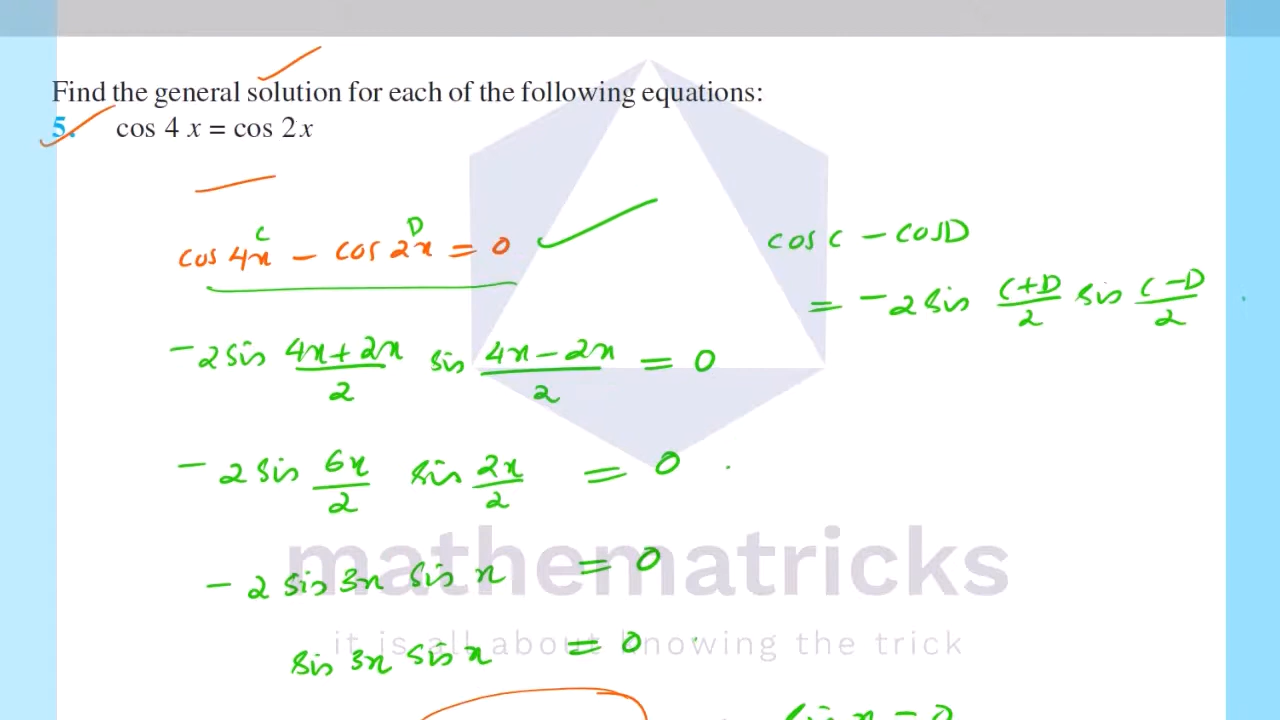 Find the general solution for each of the following equations:
5. cos 4 x = cos 2x
C D
cos 4x − cos 2x = 0
cos C − cos D
= −2 sin (C+D)/2 sin (C−D)/2
−2 sin (4x+2x)/2 sin (4x−2x)/2 = 0
−2 sin 6x/2 sin 2x/2 = 0
mathematricks
−2 sin 3x sin x = 0
it is all about knowing the trick
sin 3x sin x = 0
sin x = 0